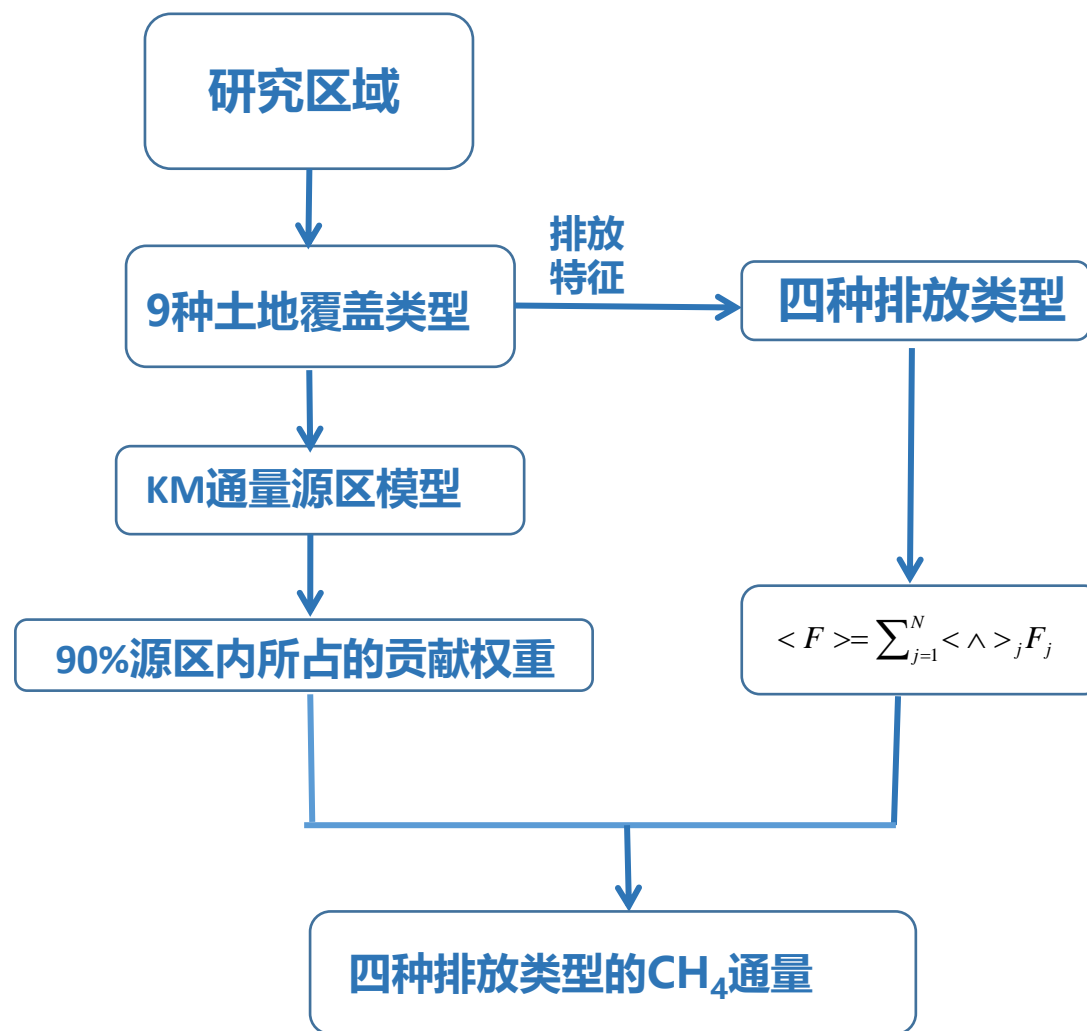 研究区域
排放
特征
9种土地覆盖类型
四种排放类型
KM通量源区模型
90%源区内所占的贡献权重
< F >= ∑_{j=1}^{N} < ∧ >_j F_j
四种排放类型的CH₄通量